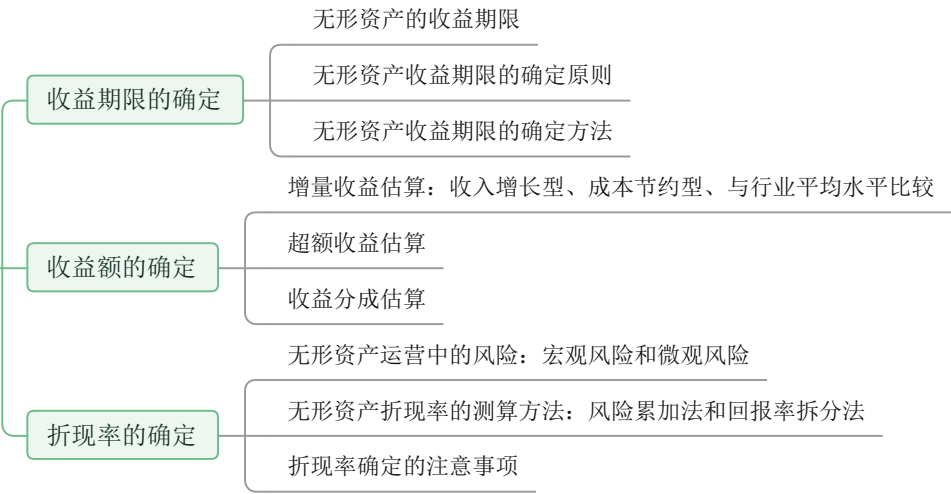 收益期限的确定
无形资产的收益期限
无形资产收益期限的确定原则
无形资产收益期限的确定方法
收益额的确定
增量收益估算：收入增长型、成本节约型、与行业平均水平比较
超额收益估算
收益分成估算
折现率的确定
无形资产运营中的风险：宏观风险和微观风险
无形资产折现率的测算方法：风险累加法和回报率拆分法
折现率确定的注意事项